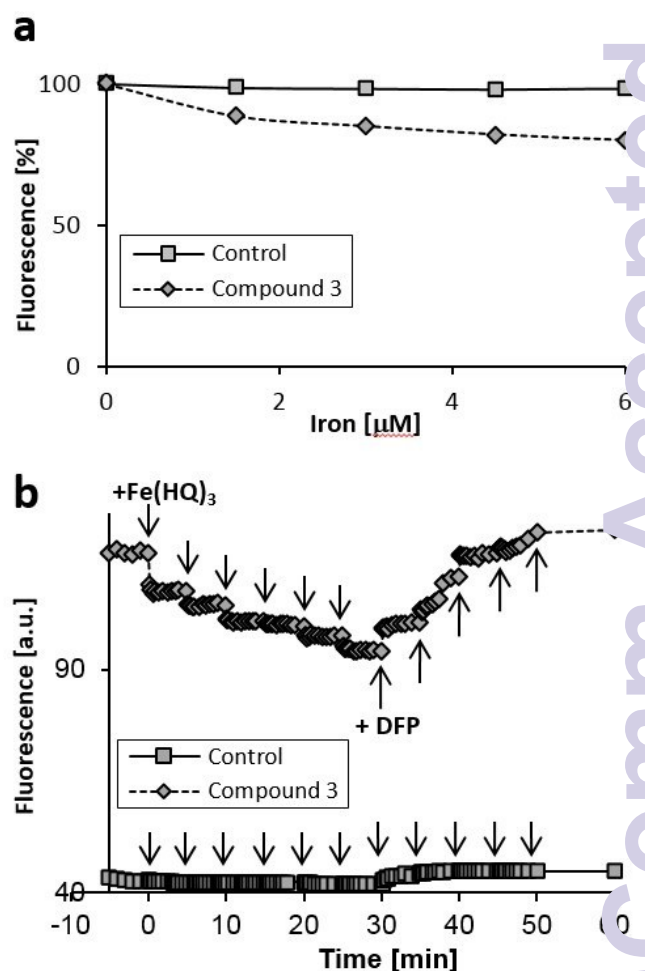 a
100
50
0
Fluorescence [%]
Control
Compound 3
0 2 4 6
Iron [µM]
b
+Fe(HQ)3
90
40
Fluorescence [a.u.]
+ DFP
Control
Compound 3
-10 0 10 20 30 40 50 60
Time [min]